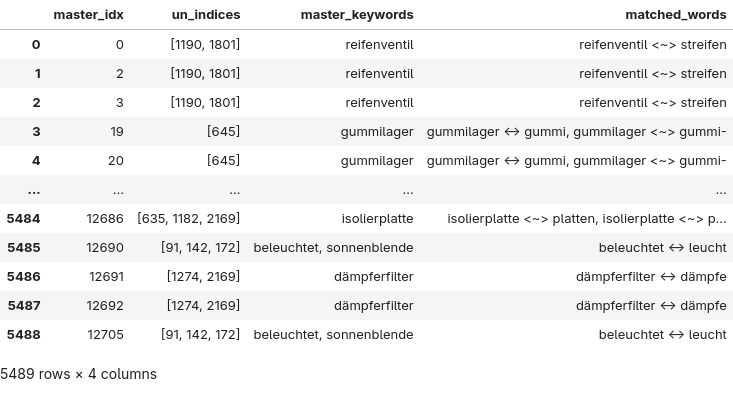 master_idx un_indices master_keywords matched_words
0 0 [1190, 1801] reifenventil reifenventil <~> streifen
1 2 [1190, 1801] reifenventil reifenventil <~> streifen
2 3 [1190, 1801] reifenventil reifenventil <~> streifen
3 19 [645] gummilager gummilager <-> gummi, gummilager <~> gummi-
4 20 [645] gummilager gummilager <-> gummi, gummilager <~> gummi-
... ... ... ... ...
5484 12686 [635, 1182, 2169] isolierplatte isolierplatte <~> platten, isolierplatte <~> p...
5485 12690 [91, 142, 172] beleuchtet, sonnenblende beleuchtet <-> leucht
5486 12691 [1274, 2169] dämpferfilter dämpferfilter <-> dämpfe
5487 12692 [1274, 2169] dämpferfilter dämpferfilter <-> dämpfe
5488 12705 [91, 142, 172] beleuchtet, sonnenblende beleuchtet <-> leucht
5489 rows × 4 columns